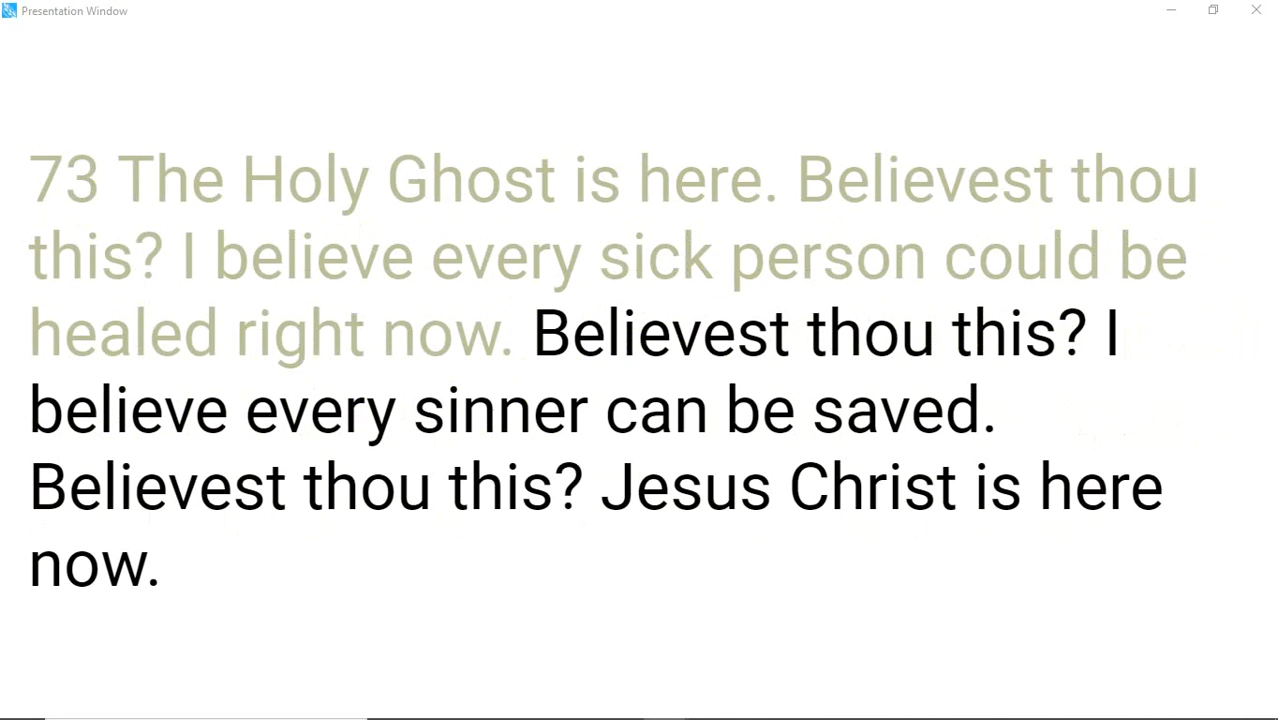 Presentation Window
73 The Holy Ghost is here. Believest thou
this? I believe every sick person could be
healed right now. Believest thou this? I
believe every sinner can be saved.
Believest thou this? Jesus Christ is here
now.